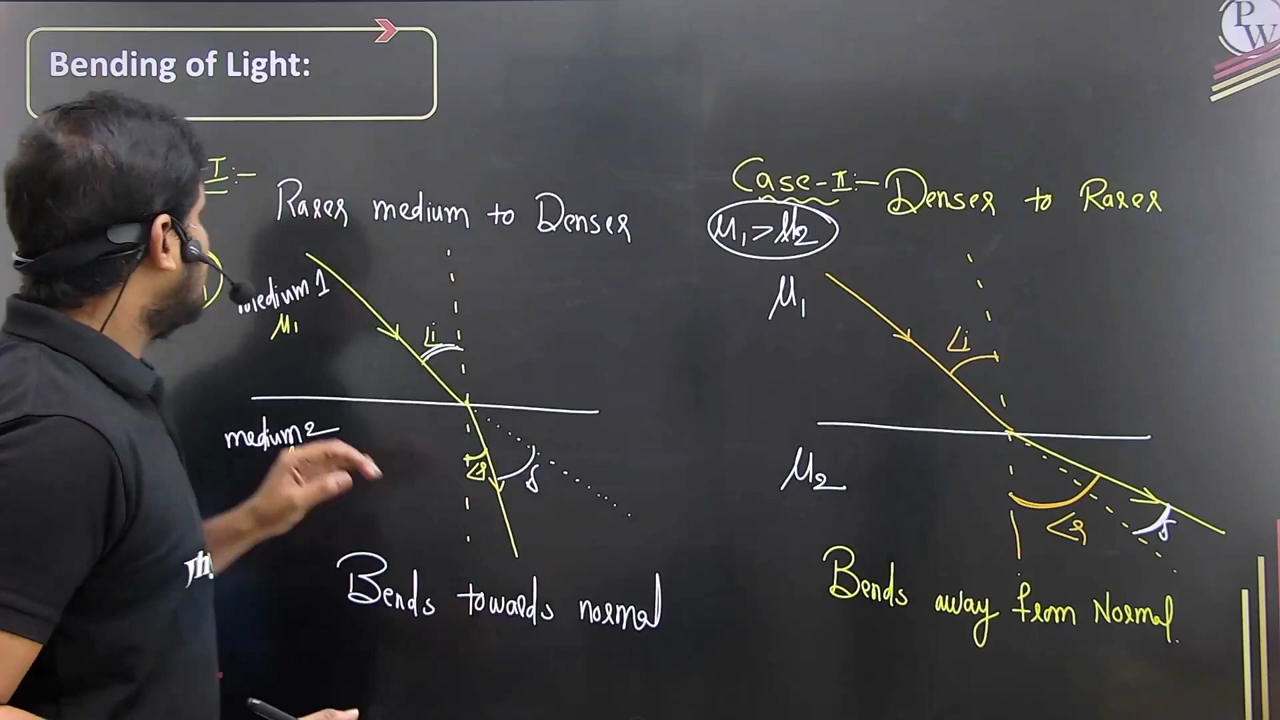 Bending of Light:
PW
I :-
Rarer medium to Denser
Medium 1
μ₁
∠i
medium 2
∠r
δ
Bends towards normal
Case-II :- Denser to Rarer
μ₁ > μ₂
μ₁
∠i
μ₂
∠r
δ
Bends away from Normal.